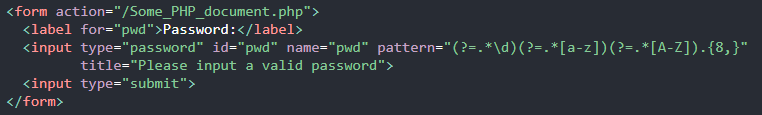 <form action="/Some_PHP_document.php">
<label for="pwd">Password:</label>
<input type="password" id="pwd" name="pwd" pattern="(?=.*\d)(?=.*[a-z])(?=.*[A-Z]).{8,}"
title="Please input a valid password">
<input type="submit">
</form>